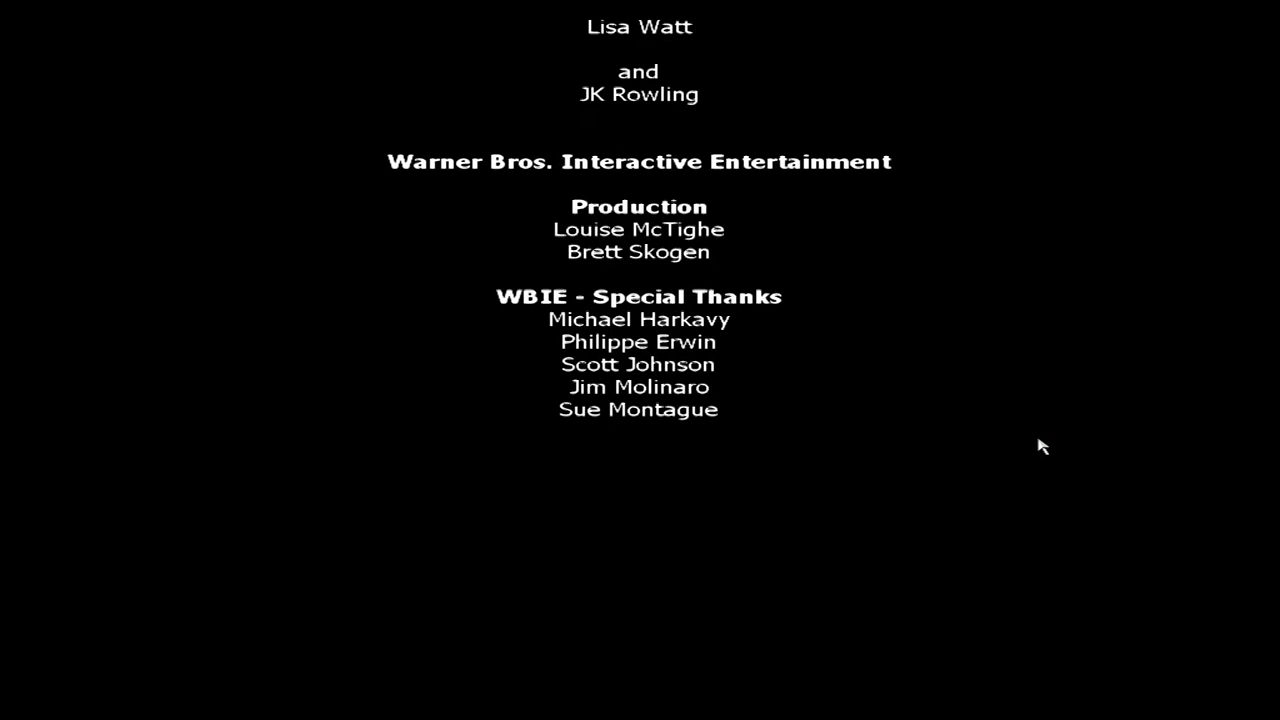 Lisa Watt
and
JK Rowling
Warner Bros. Interactive Entertainment
Production
Louise McTighe
Brett Skogen
WBIE - Special Thanks
Michael Harkavy
Philippe Erwin
Scott Johnson
Jim Molinaro
Sue Montague